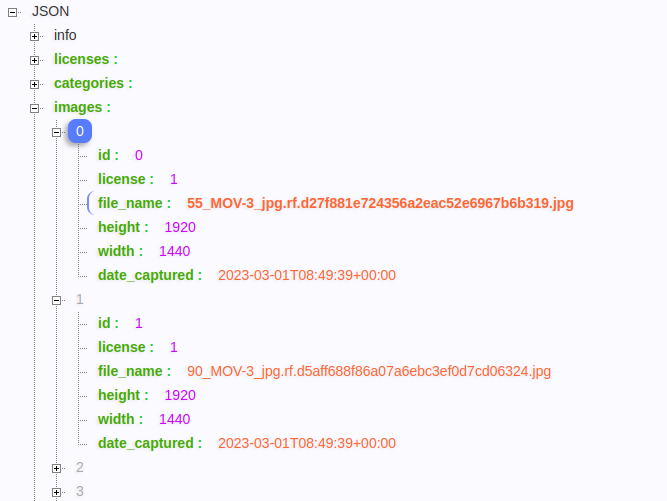 JSON
info
licenses :
categories :
images :
0
id : 0
license : 1
file_name : 55_MOV-3_jpg.rf.d27f881e724356a2eac52e6967b6b319.jpg
height : 1920
width : 1440
date_captured : 2023-03-01T08:49:39+00:00
1
id : 1
license : 1
file_name : 90_MOV-3_jpg.rf.d5aff688f86a07a6ebc3ef0d7cd06324.jpg
height : 1920
width : 1440
date_captured : 2023-03-01T08:49:39+00:00
2
3